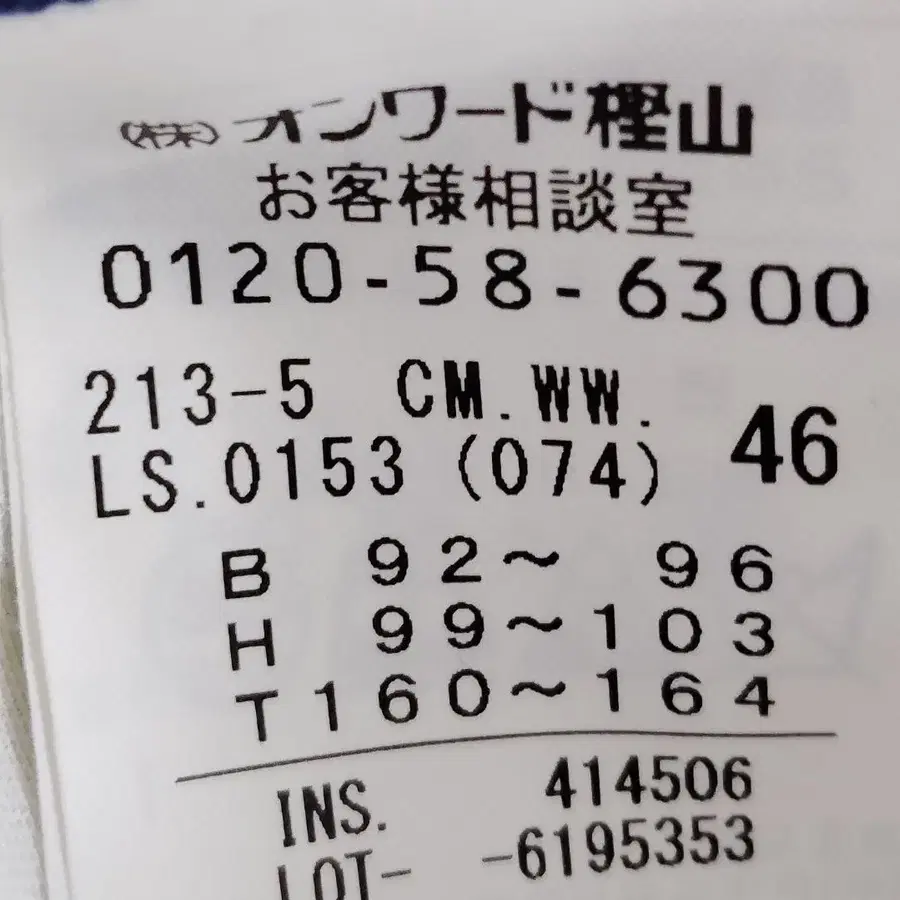 ㈱オンワード樫山
お客様相談室
0120-58-6300
213-5 CM.WW.
LS.0153 (074) 46
B 92～ 96
H 99～103
T160～164
INS. 414506
LOT- -6195353